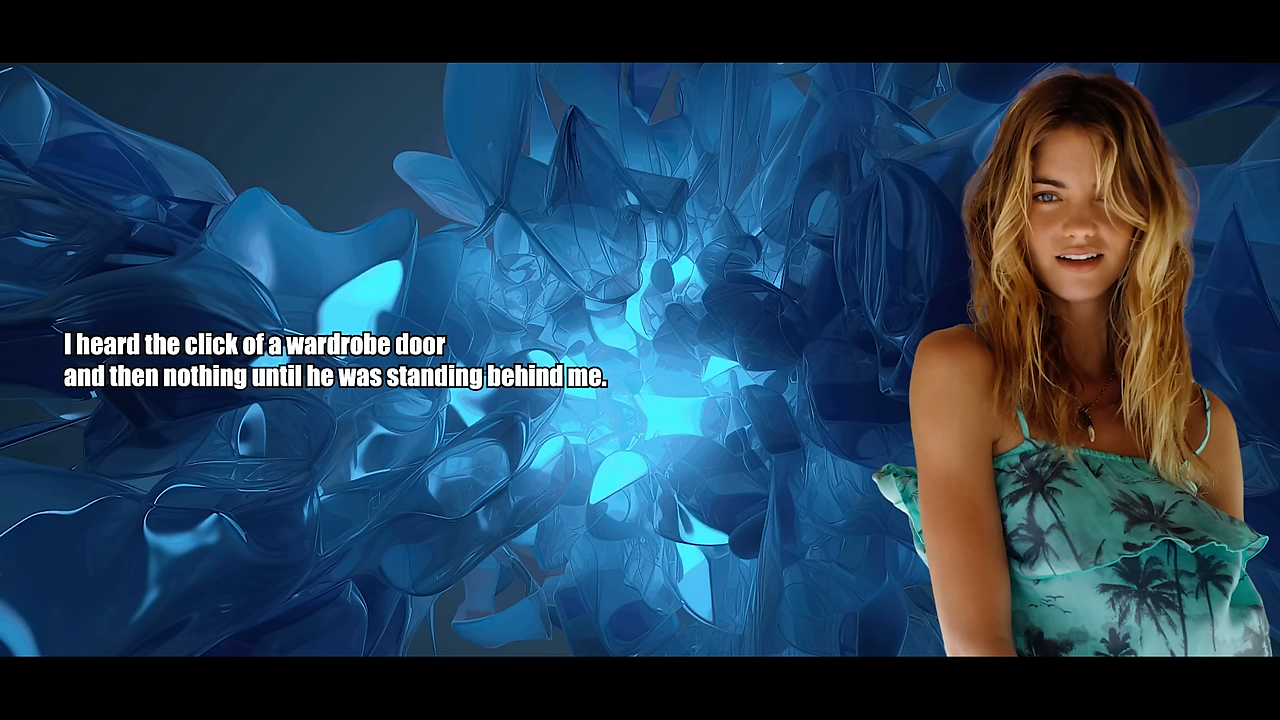 I heard the click of a wardrobe door
and then nothing until he was standing behind me.